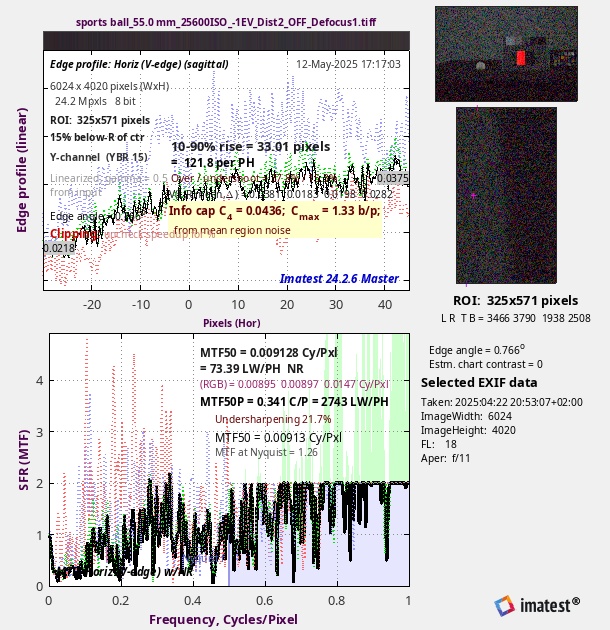 sports ball_55.0 mm_25600ISO_-1EV_Dist2_OFF_Defocus1.tiff
Edge profile: Horiz (V-edge) (sagittal)
12-May-2025 17:17:03
6024 x 4020 pixels (WxH)
24.2 Mpxls 8 bit
ROI: 325x571 pixels
15% below-R of ctr
Y-channel (YBR 15)
10-90% rise = 33.01 pixels
= 121.8 per PH
Linearized, gamma = 0.5
from input
Over / undershoot
0.0375
Edge angle
Info cap C4 = 0.0436; Cmax = 1.33 b/p;
from mean region noise
Clipping
0.0218
Imatest 24.2.6 Master
Edge profile (linear)
-20 -10 0 10 20 30 40
Pixels (Hor)
MTF50 = 0.009128 Cy/Pxl
= 73.39 LW/PH NR
(RGB) = 0.00895 0.00897 0.0147 Cy/Pxl
MTF50P = 0.341 C/P = 2743 LW/PH
Undersharpening 21.7%
MTF50 = 0.00913 Cy/Pxl
MTF at Nyquist = 1.26
w/NR
SFR (MTF)
4
3
2
1
0
0 0.2 0.4 0.6 0.8 1
Frequency, Cycles/Pixel
ROI: 325x571 pixels
L R T B = 3466 3790 1938 2508
Edge angle = 0.766o
Estm. chart contrast = 0
Selected EXIF data
Taken: 2025:04:22 20:53:07+02:00
ImageWidth: 6024
ImageHeight: 4020
FL: 18
Aper: f/11
imatest®